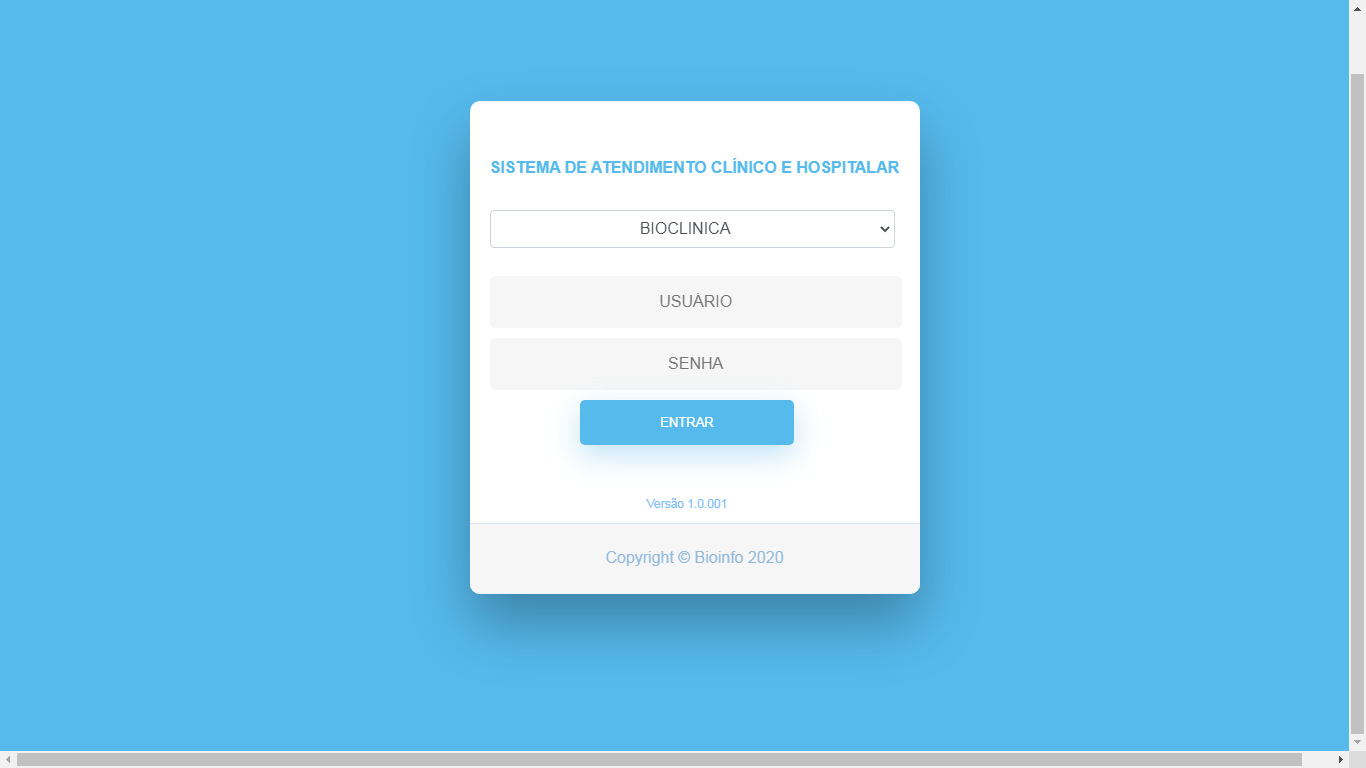 SISTEMA DE ATENDIMENTO CLÍNICO E HOSPITALAR
BIOCLINICA
USUÁRIO
SENHA
ENTRAR
Versão 1.0.001
Copyright © Bioinfo 2020